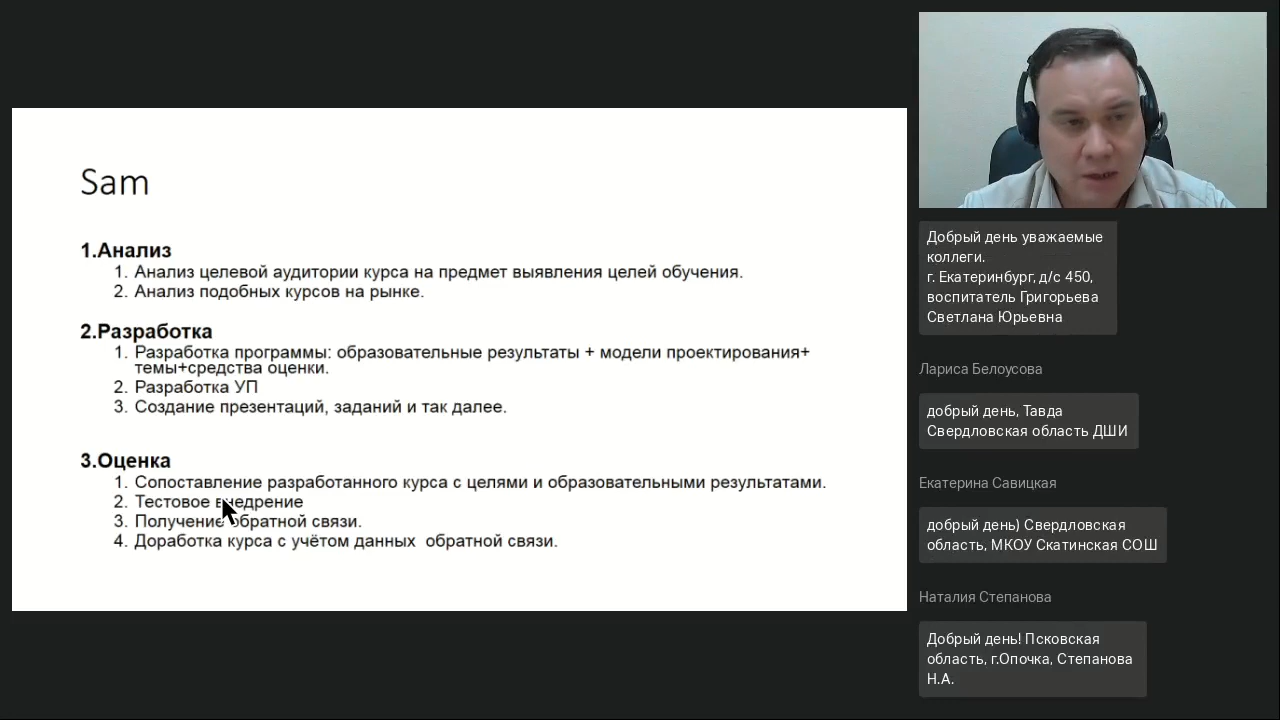 Sam
1.Анализ
1. Анализ целевой аудитории курса на предмет выявления целей обучения.
2. Анализ подобных курсов на рынке.
2.Разработка
1. Разработка программы: образовательные результаты + модели проектирования+
темы+средства оценки.
2. Разработка УП
3. Создание презентаций, заданий и так далее.
3.Оценка
1. Сопоставление разработанного курса с целями и образовательными результатами.
2. Тестовое внедрение
3. Получение обратной связи.
4. Доработка курса с учётом данных  обратной связи.
Добрый день уважаемые
коллеги.
г. Екатеринбург, д/с 450,
воспитатель Григорьева
Светлана Юрьевна
Лариса Белоусова
добрый день, Тавда
Свердловская область ДШИ
Екатерина Савицкая
добрый день) Свердловская
область, МКОУ Скатинская СОШ
Наталия Степанова
Добрый день! Псковская
область, г.Опочка, Степанова
Н.А.